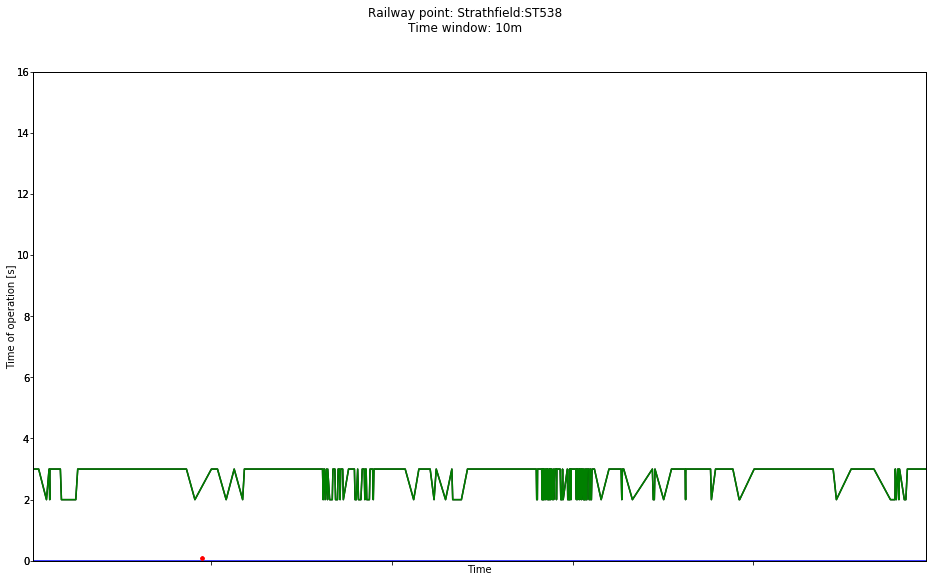 Railway point: Strathfield:ST538
Time window: 10m
16
14
12
10
8
6
4
2
0
Time of operation [s]
Time